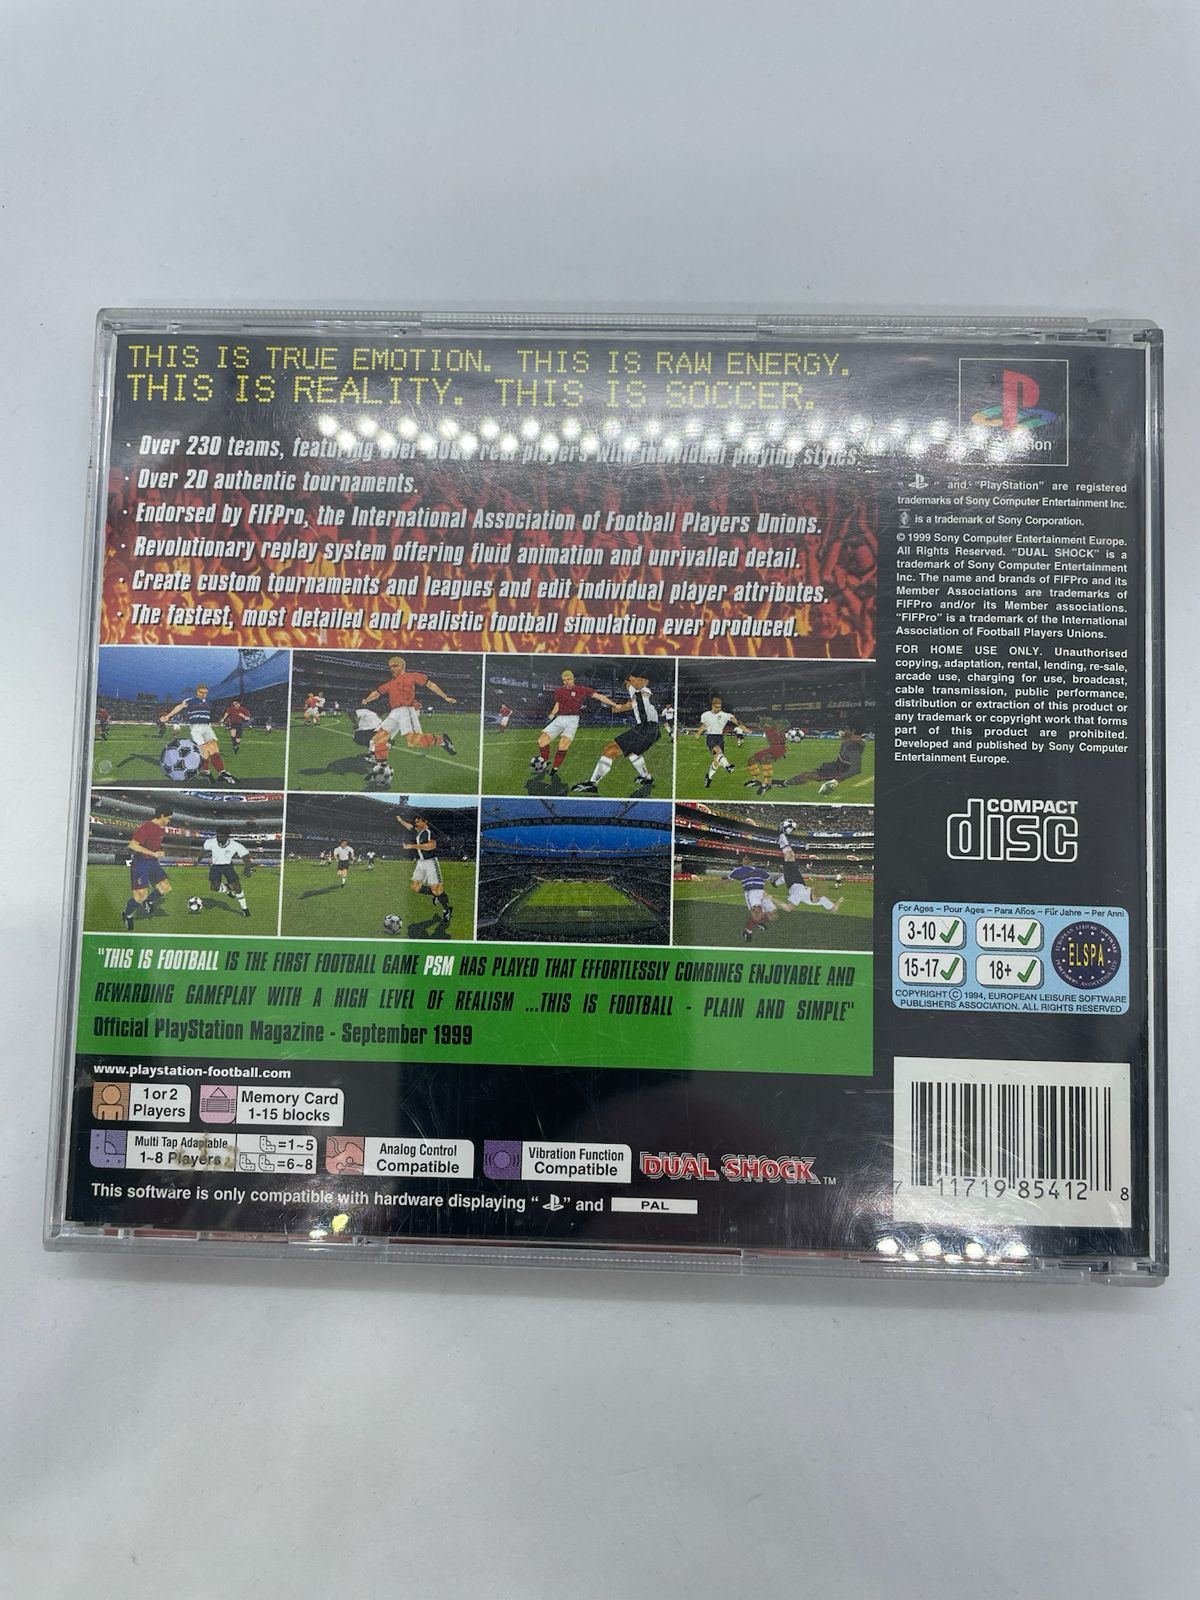 THIS IS TRUE EMOTION. THIS IS RAW ENERGY.
THIS IS REALITY. THIS IS SOCCER.
· Over 230 teams, featuring over real players with individual playing styles.
· Over 20 authentic tournaments.
· Endorsed by FIFPro, the International Association of Football Players Unions.
· Revolutionary replay system offering fluid animation and unrivalled detail.
· Create custom tournaments and leagues and edit individual player attributes.
· The fastest, most detailed and realistic football simulation ever produced.
"THIS IS FOOTBALL IS THE FIRST FOOTBALL GAME PSM HAS PLAYED THAT EFFORTLESSLY COMBINES ENJOYABLE AND
REWARDING GAMEPLAY WITH A HIGH LEVEL OF REALISM ...THIS IS FOOTBALL - PLAIN AND SIMPLE"
Official PlayStation Magazine - September 1999
www.playstation-football.com
1 or 2
Players
Memory Card
1-15 blocks
Multi Tap Adaptable
1~8 Players
=1~5
=6~8
Analog Control
Compatible
Vibration Function
Compatible
DUAL SHOCK™
This software is only compatible with hardware displaying " " and PAL
" " and "PlayStation" are registered
trademarks of Sony Computer Entertainment Inc.
is a trademark of Sony Corporation.
© 1999 Sony Computer Entertainment Europe.
All Rights Reserved. "DUAL SHOCK" is a
trademark of Sony Computer Entertainment
Inc. The name and brands of FIFPro and its
Member Associations are trademarks of
FIFPro and/or its Member associations.
"FIFPro" is a trademark of the International
Association of Football Players Unions.
FOR HOME USE ONLY. Unauthorised
copying, adaptation, rental, lending, re-sale,
arcade use, charging for use, broadcast,
cable transmission, public performance,
distribution or extraction of this product or
any trademark or copyright work that forms
part of this product are prohibited.
Developed and published by Sony Computer
Entertainment Europe.
COMPACT
disc
For Ages ~ Pour Ages ~ Para Años ~ Für Jahre ~ Per Anni
3-10 11-14
15-17 18+
ELSPA
COPYRIGHT © 1994, EUROPEAN LEISURE SOFTWARE
PUBLISHERS ASSOCIATION. ALL RIGHTS RESERVED
7 11719 85412 8